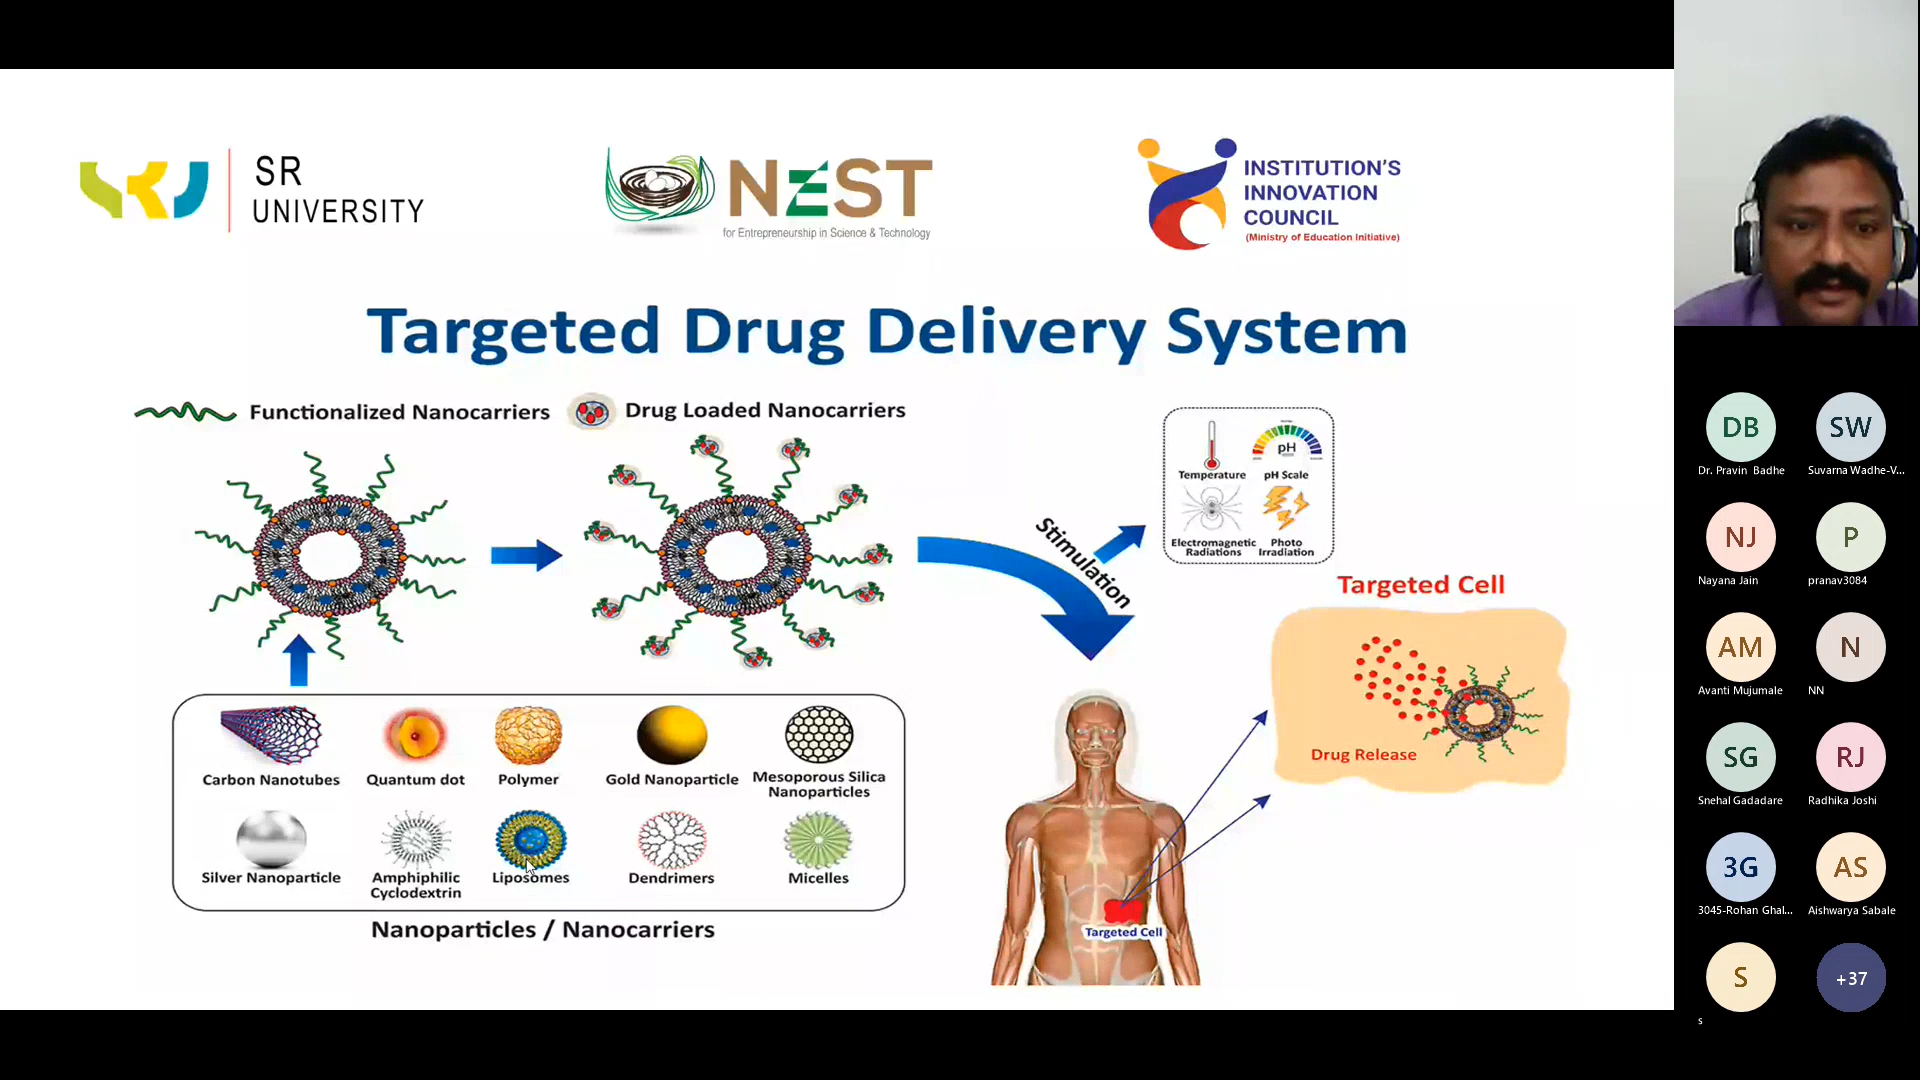 SR
UNIVERSITY
NEST
for Entrepreneurship in Science & Technology
INSTITUTION'S
INNOVATION
COUNCIL
(Ministry of Education Initiative)
Targeted Drug Delivery System
Functionalized Nanocarriers
Drug Loaded Nanocarriers
Stimulation
pH
Temperature
pH Scale
Electromagnetic
Radiations
Photo
Irradiation
Targeted Cell
Drug Release
Carbon Nanotubes
Quantum dot
Polymer
Gold Nanoparticle
Mesoporous Silica
Nanoparticles
Silver Nanoparticle
Amphiphilic
Cyclodextrin
Liposomes
Dendrimers
Micelles
Nanoparticles / Nanocarriers
Targeted Cell
DB
Dr. Pravin Badhe
SW
Suvarna Wadhe-V...
NJ
Nayana Jain
P
pranav3084
AM
Avanti Mujumale
N
NN
SG
Snehal Gadadare
RJ
Radhika Joshi
3G
3045-Rohan Ghal...
AS
Aishwarya Sabale
S
s
+37